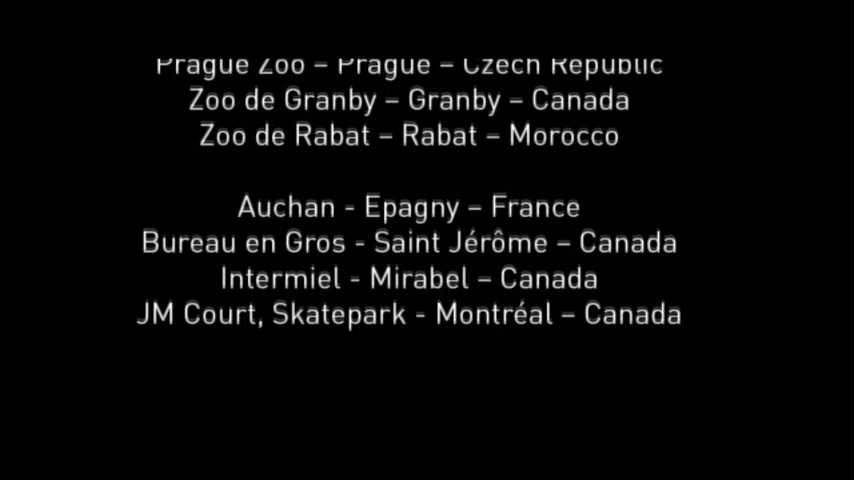 Prague Zoo – Prague – Czech Republic
Zoo de Granby – Granby – Canada
Zoo de Rabat – Rabat – Morocco
Auchan - Epagny – France
Bureau en Gros - Saint Jérôme – Canada
Intermiel - Mirabel – Canada
JM Court, Skatepark - Montréal – Canada